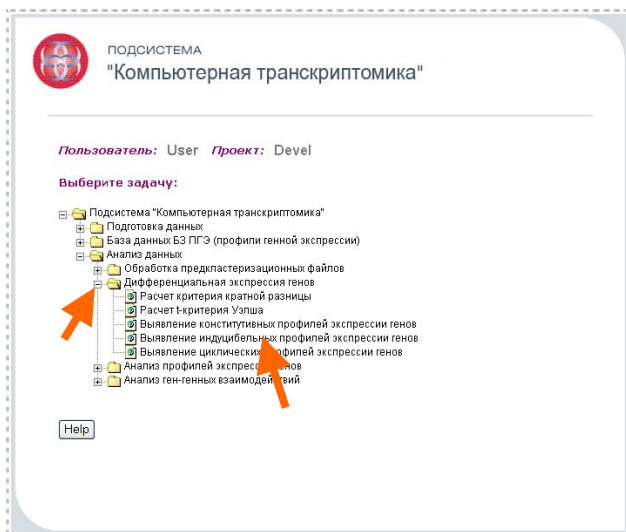 ПОДСИСТЕМА
"Компьютерная транскриптомика"
Пользователь: User Проект: Devel
Выберите задачу:
Подсистема "Компьютерная транскриптомика"
Подготовка данных
База данных БЗ ПГЭ (профили генной экспрессии)
Анализ данных
Обработка предкластеризационных файлов
Дифференциальная экспрессия генов
Расчет критерия кратной разницы
Расчет t-критерия Уэлша
Выявление конститутивных профилей экспрессии генов
Выявление индуцибельных профилей экспрессии генов
Выявление циклических профилей экспрессии генов
Анализ профилей экспрессии генов
Анализ ген-генных взаимодействий
Help